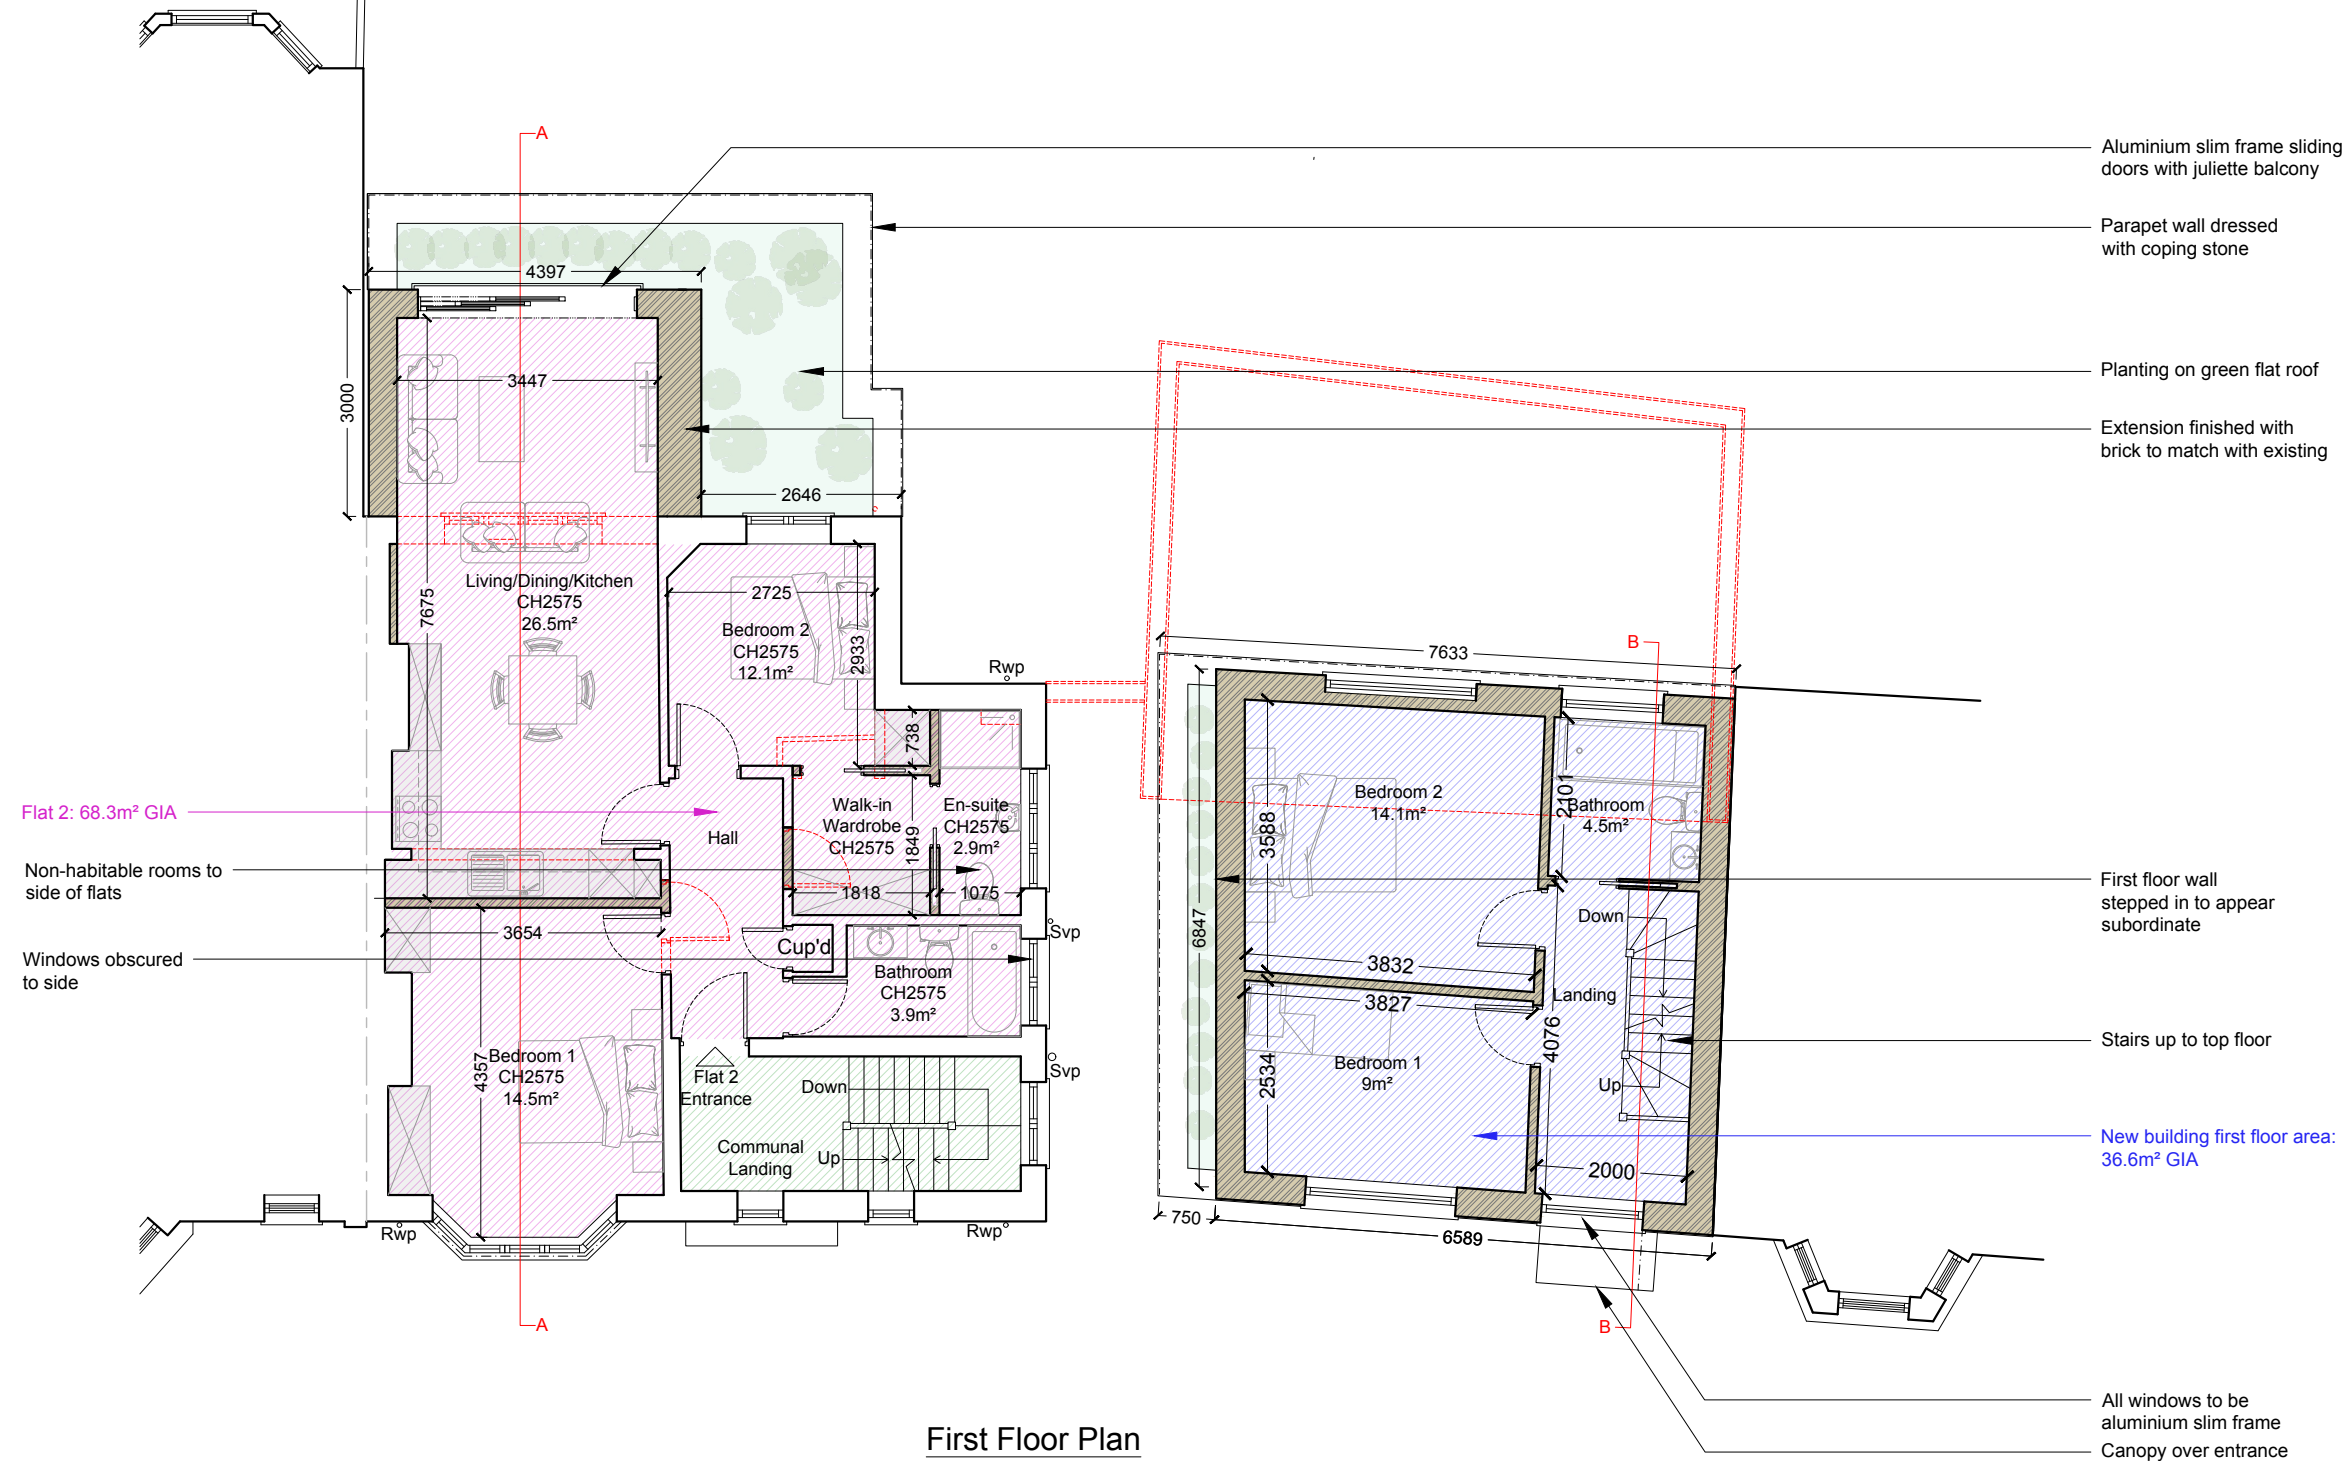 A
Aluminium slim frame sliding
doors with juliette balcony
Parapet wall dressed
with coping stone
4397
Planting on green flat roof
3447
3000
Extension finished with
brick to match with existing
2646
Living/Dining/Kitchen
CH2575
26.5m²
7675
2725
Bedroom 2
CH2575
12.1m²
2933
Rwp
B
7633
738
Flat 2: 68.3m² GIA
Hall
Walk-in
Wardrobe
CH2575
1849
En-suite
CH2575
2.9m²
Bedroom 2
14.1m²
3588
2101
Bathroom
4.5m²
Non-habitable rooms to
side of flats
1818
1075
First floor wall
stepped in to appear
subordinate
3654
Cup'd
Svp
6847
Down
Windows obscured
to side
Bathroom
CH2575
3.9m²
3832
3827
Landing
4357
Bedroom 1
CH2575
14.5m²
Flat 2
Entrance
Down
Svp
2534
Bedroom 1
9m²
4076
Up
Stairs up to top floor
Communal
Landing
Up
New building first floor area:
36.6m² GIA
2000
Rwp
Rwp
750
6589
A
B
All windows to be
aluminium slim frame
Canopy over entrance
First Floor Plan